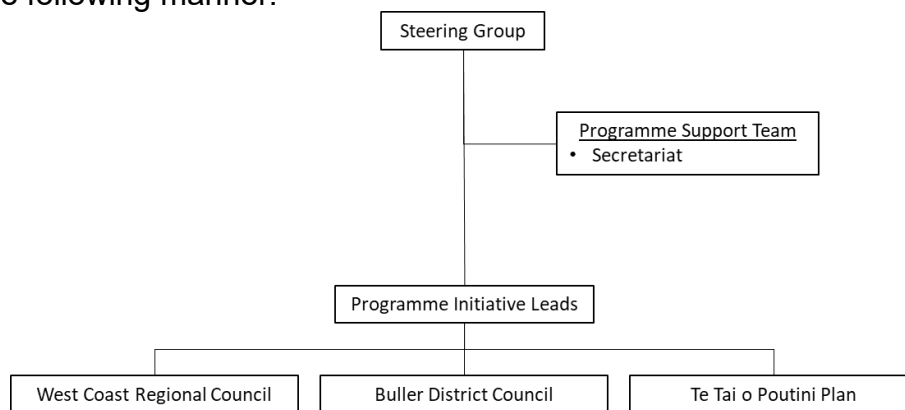 following manner:
Steering Group
Programme Support Team
• Secretariat
Programme Initiative Leads
West Coast Regional Council
Buller District Council
Te Tai o Poutini Plan